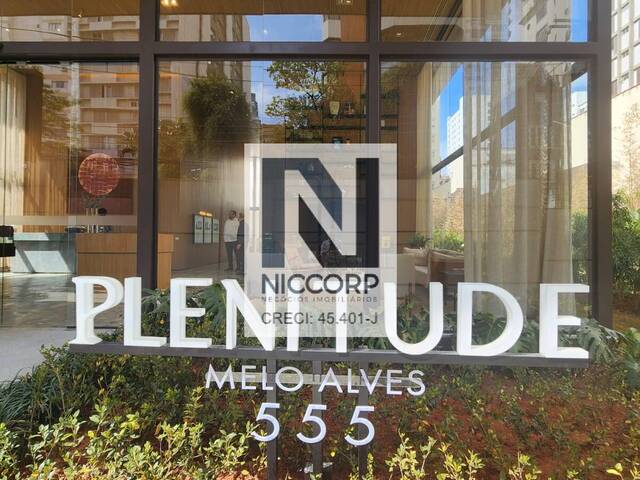 N
NICCORP
NEGÓCIOS IMOBILIÁRIOS
CRECI: 45.401-J
PLENITUDE
MELO ALVES
555